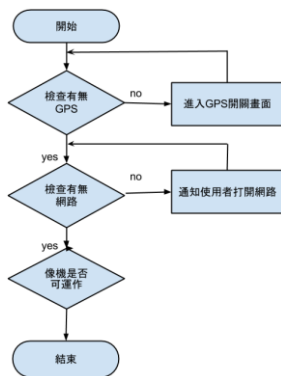 開始
檢查有無
GPS
no
進入GPS開關畫面
yes
檢查有無
網路
no
通知使用者打開網路
yes
像機是否
可運作
結束